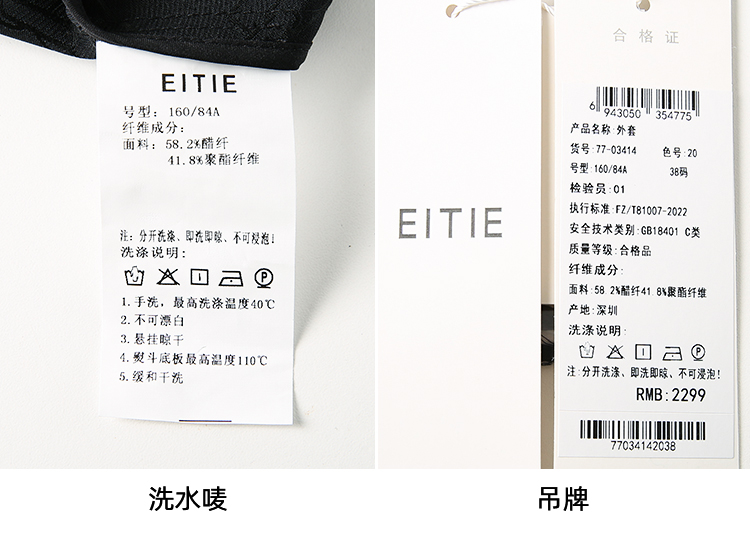 EITIE
号型: 160/84A
纤维成分:
面料: 58.2%醋纤
41.8%聚酯纤维
注: 分开洗涤、即洗即晾、不可浸泡!
洗涤说明:
1.手洗，最高洗涤温度40℃
2.不可漂白
3.悬挂晾干
4.熨斗底板最高温度110℃
5.缓和干洗
洗水唛
EITIE
合格证
6 943050 354775
产品名称:外套
货号:77-03414 色号:20
号型:160/84A 38码
检验员:01
执行标准:FZ/T81007-2022
安全技术类别:GB18401 C类
质量等级:合格品
纤维成分:
面料:58.2%醋纤41.8%聚酯纤维
产地:深圳
洗涤说明:
注:分开洗涤、即洗即晾、不可浸泡!
RMB:2299
77034142038
吊牌